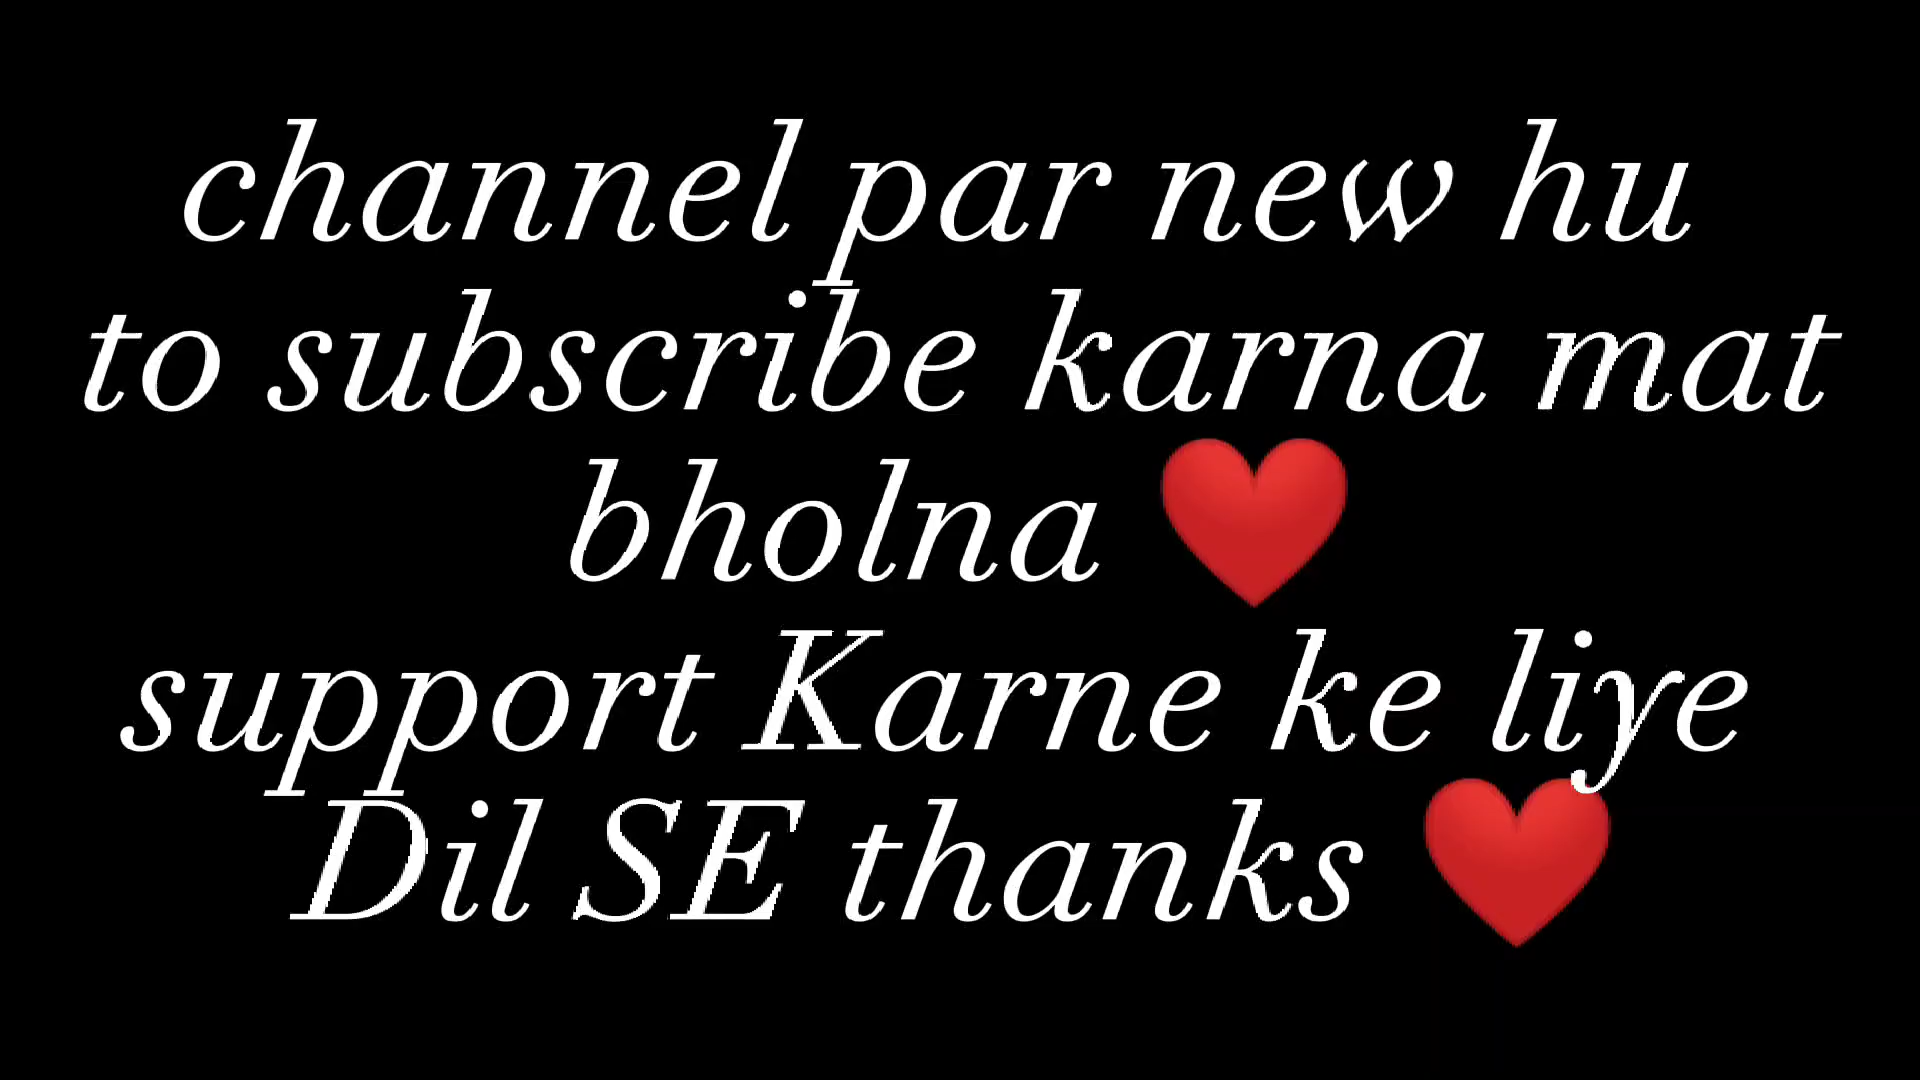 channel par new hu
to subscribe karna mat
bholna ❤️
support Karne ke liye
Dil SE thanks ❤️